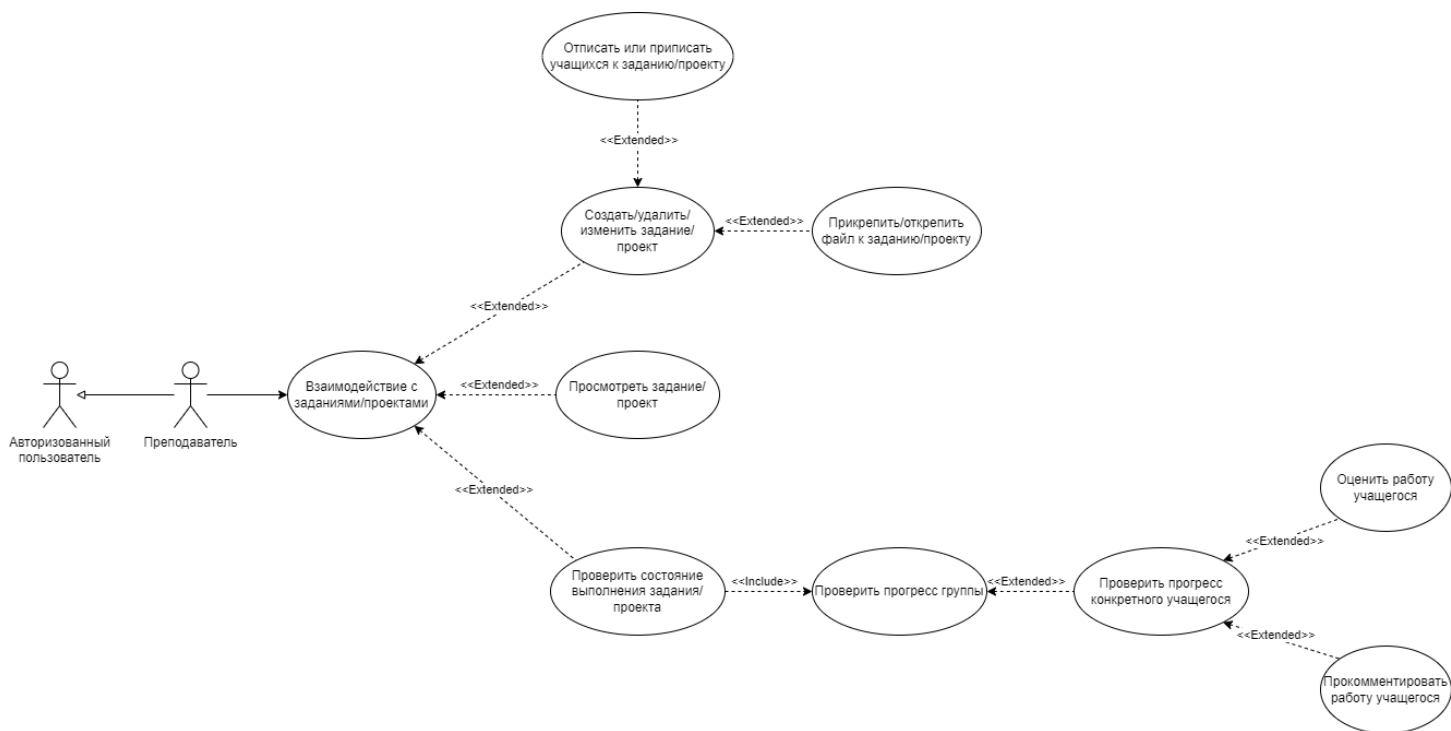 Отписать или приписать
учащихся к заданию/проекту
<<Extended>>
Создать/удалить/
изменить задание/
проект
<<Extended>>
Прикрепить/открепить
файл к заданию/проекту
<<Extended>>
Авторизованный
пользователь
Преподаватель
Взаимодействие с
заданиями/проектами
<<Extended>>
Просмотреть задание/
проект
<<Extended>>
Проверить состояние
выполнения задания/
проекта
<<Include>>
Проверить прогресс группы
<<Extended>>
Проверить прогресс
конкретного учащегося
<<Extended>>
Оценить работу
учащегося
<<Extended>>
Прокомментировать
работу учащегося